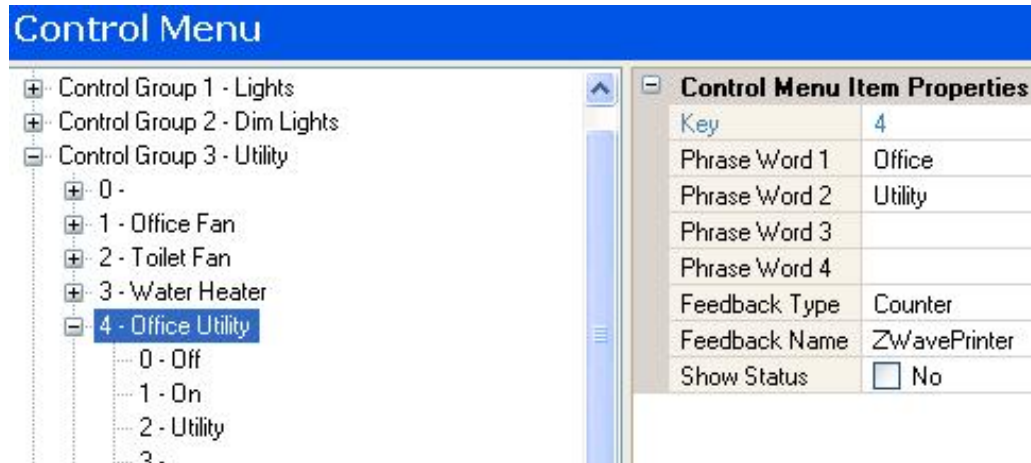 Control Menu
Control Group 1 - Lights
Control Group 2 - Dim Lights
Control Group 3 - Utility
0 -
1 - Office Fan
2 - Toilet Fan
3 - Water Heater
4 - Office Utility
0 - Off
1 - On
2 - Utility
3 -
Control Menu Item Properties
Key 4
Phrase Word 1 Office
Phrase Word 2 Utility
Phrase Word 3
Phrase Word 4
Feedback Type Counter
Feedback Name ZWavePrinter
Show Status No